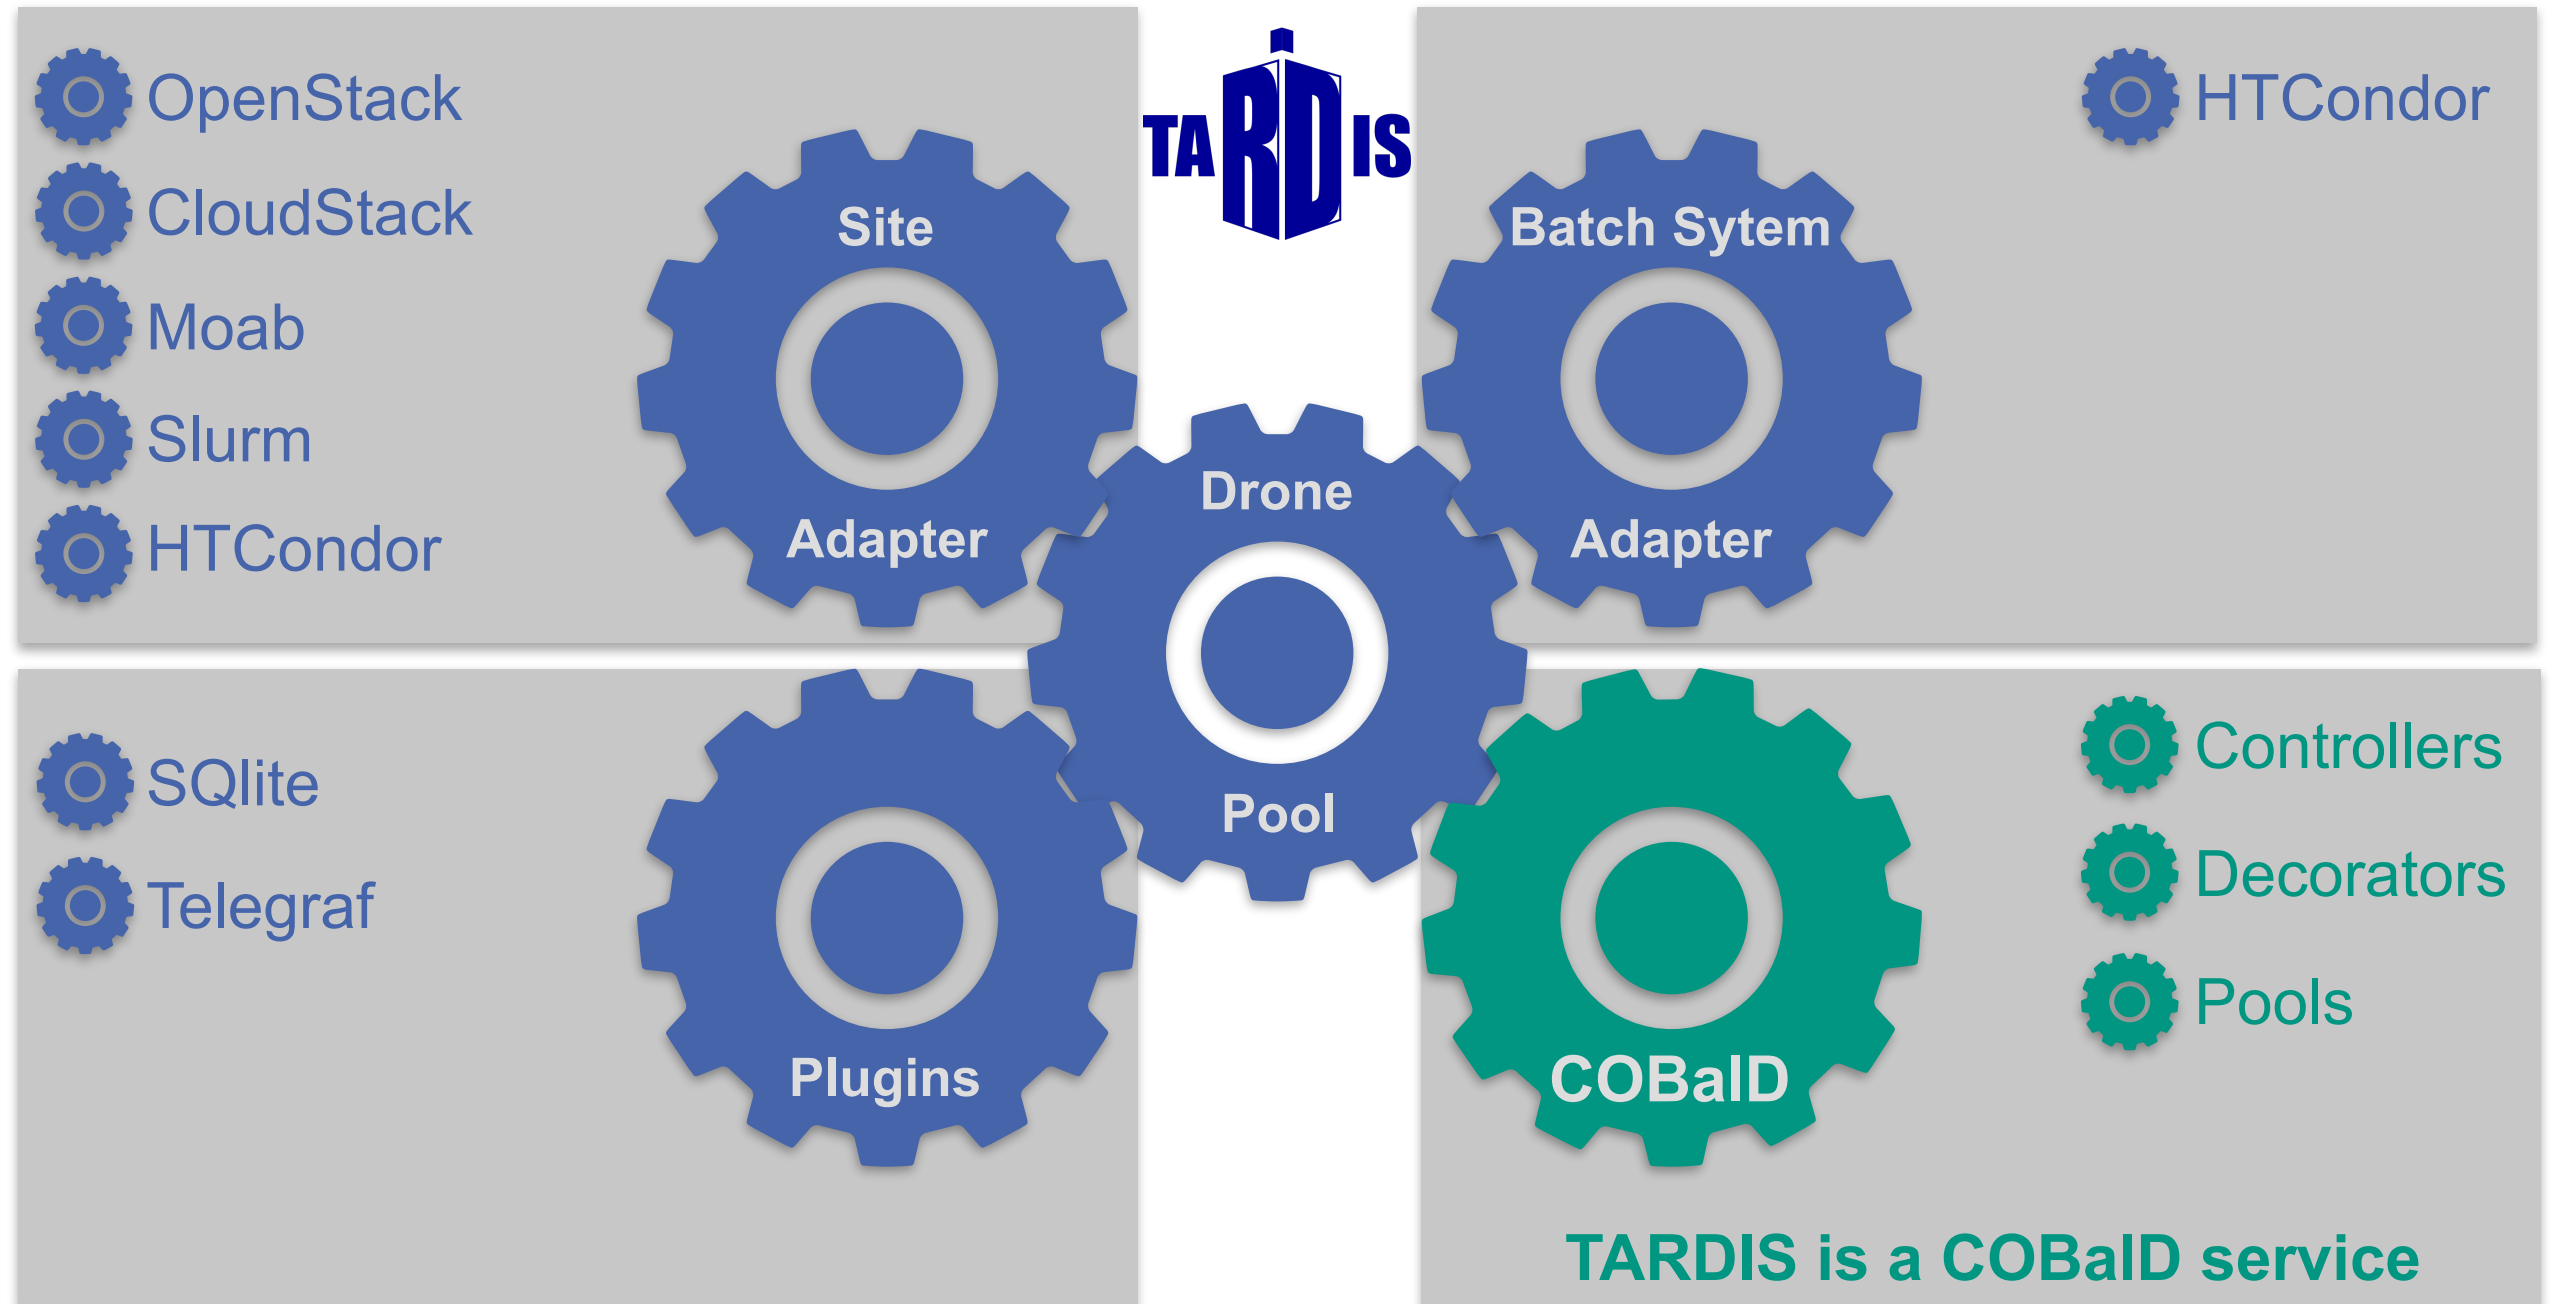 OpenStack
CloudStack
Moab
Slurm
HTCondor
Site
Adapter
TARDIS
Batch Sytem
Adapter
HTCondor
Drone
Pool
SQlite
Telegraf
Plugins
COBalD
Controllers
Decorators
Pools
TARDIS is a COBalD service